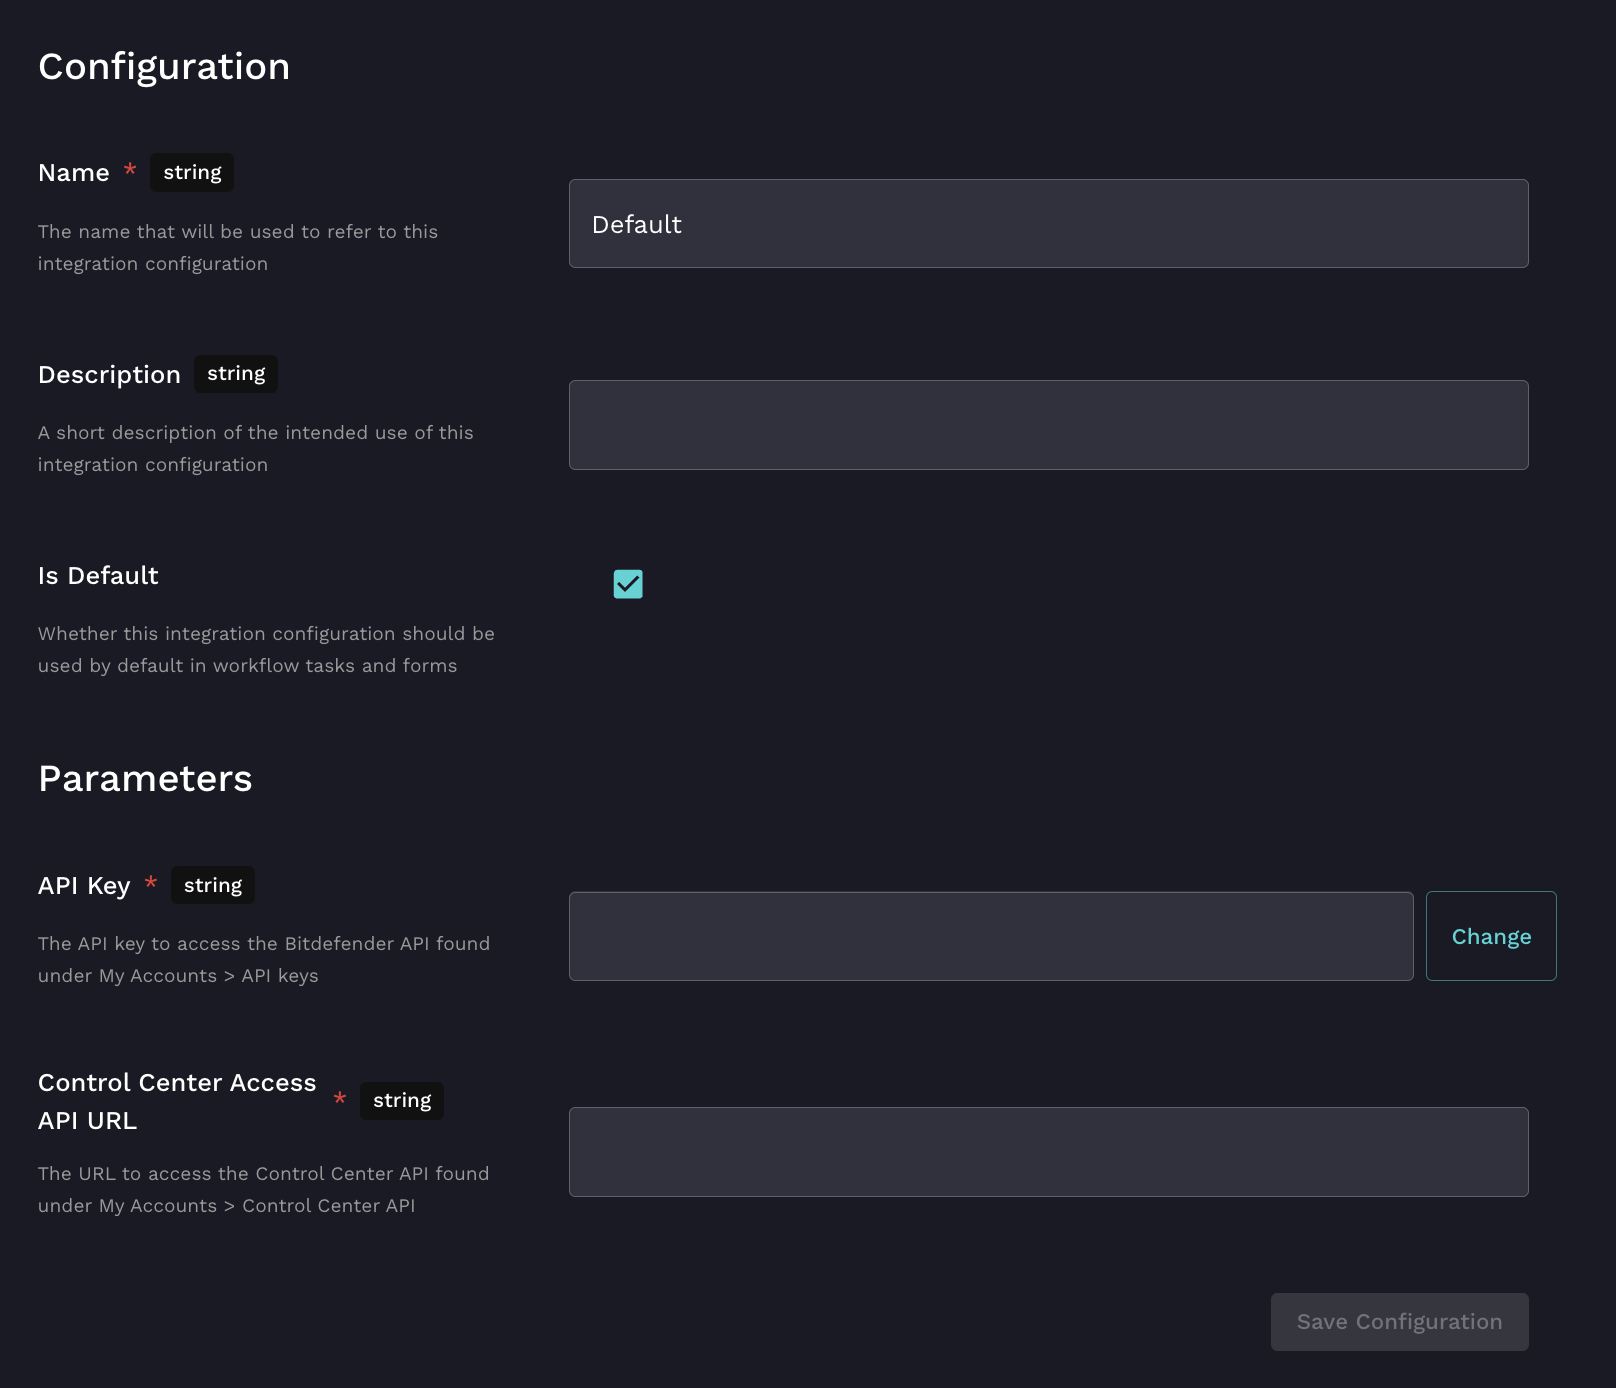 Configuration
Name * string
The name that will be used to refer to this
integration configuration
Default
Description string
A short description of the intended use of this
integration configuration
Is Default
Whether this integration configuration should be
used by default in workflow tasks and forms
Parameters
API Key * string
The API key to access the Bitdefender API found
under My Accounts > API keys
Change
Control Center Access
API URL
* string
The URL to access the Control Center API found
under My Accounts > Control Center API
Save Configuration